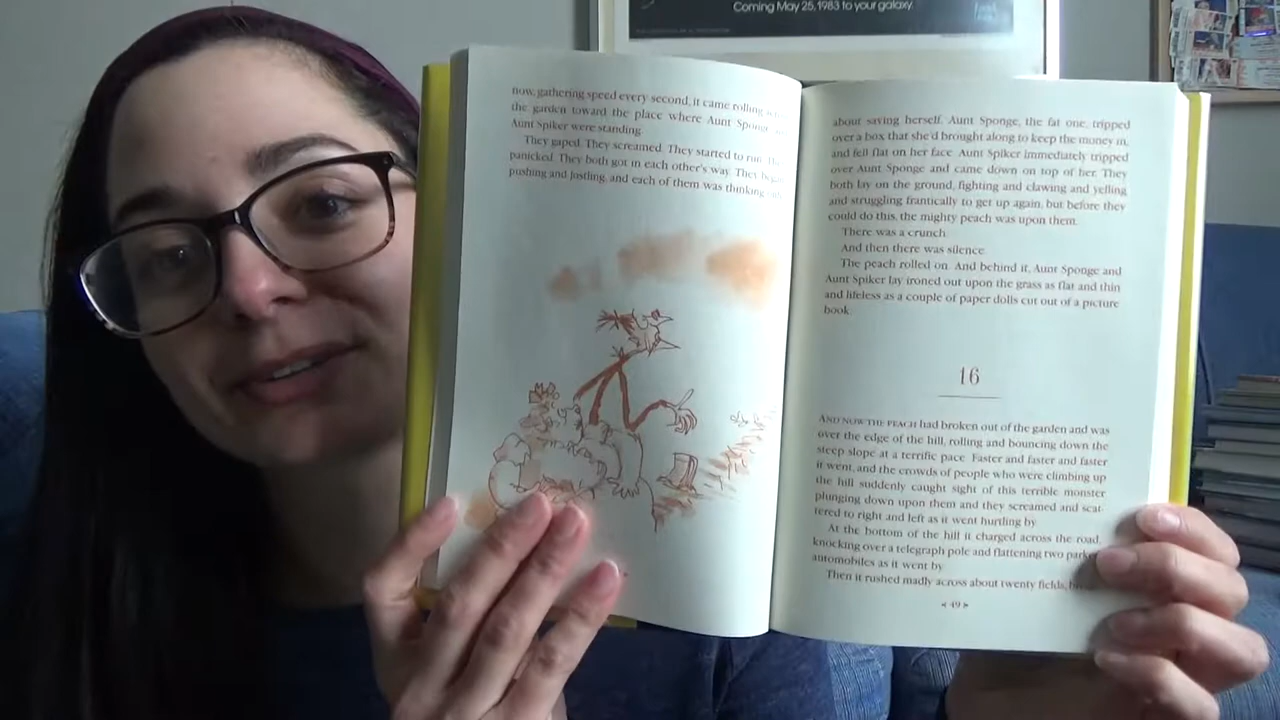 Coming May 25, 1983 to your galaxy.
now, gathering speed every second, it came rolling
the garden toward the place where Aunt Sponge
Aunt Spiker were standing.
They gaped. They screamed. They started to run.
panicked. They both got in each other's way. They
pushing and jostling, and each of them was thinking
about saving herself. Aunt Sponge, the fat one, tripped
over a box that she'd brought along to keep the money in,
and fell flat on her face. Aunt Spiker immediately tripped
over Aunt Sponge and came down on top of her. They
both lay on the ground, fighting and clawing and yelling
and struggling frantically to get up again, but before they
could do this, the mighty peach was upon them.
There was a crunch.
And then there was silence.
The peach rolled on. And behind it, Aunt Sponge and
Aunt Spiker lay ironed out upon the grass as flat and thin
and lifeless as a couple of paper dolls cut out of a picture
book.
16
AND NOW THE PEACH had broken out of the garden and was
over the edge of the hill, rolling and bouncing down the
steep slope at a terrific pace. Faster and faster and faster
it went, and the crowds of people who were climbing up
the hill suddenly caught sight of this terrible monster
plunging down upon them and they screamed and scat-
tered to right and left as it went hurtling by.
At the bottom of the hill it charged across the road,
knocking over a telegraph pole and flattening two parked
automobiles as it went by.
Then it rushed madly across about twenty fields,
49